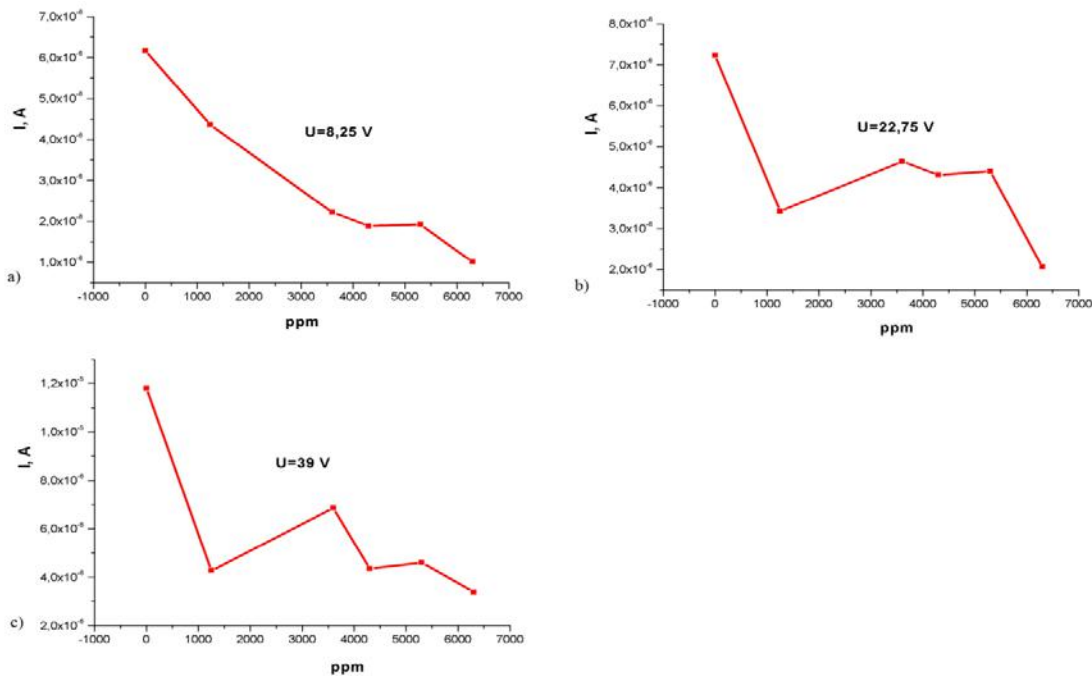 7,0x10⁻⁶
6,0x10⁻⁶
5,0x10⁻⁶
4,0x10⁻⁶
3,0x10⁻⁶
2,0x10⁻⁶
1,0x10⁻⁶
I, A
U=8,25 V
-1000 0 1000 2000 3000 4000 5000 6000 7000
ppm
a)
8,0x10⁻⁶
7,0x10⁻⁶
6,0x10⁻⁶
5,0x10⁻⁶
4,0x10⁻⁶
3,0x10⁻⁶
2,0x10⁻⁶
I, A
U=22,75 V
-1000 0 1000 2000 3000 4000 5000 6000 7000
ppm
b)
1,2x10⁻⁵
1,0x10⁻⁵
8,0x10⁻⁶
6,0x10⁻⁶
4,0x10⁻⁶
2,0x10⁻⁶
I, A
U=39 V
-1000 0 1000 2000 3000 4000 5000 6000 7000
ppm
c)